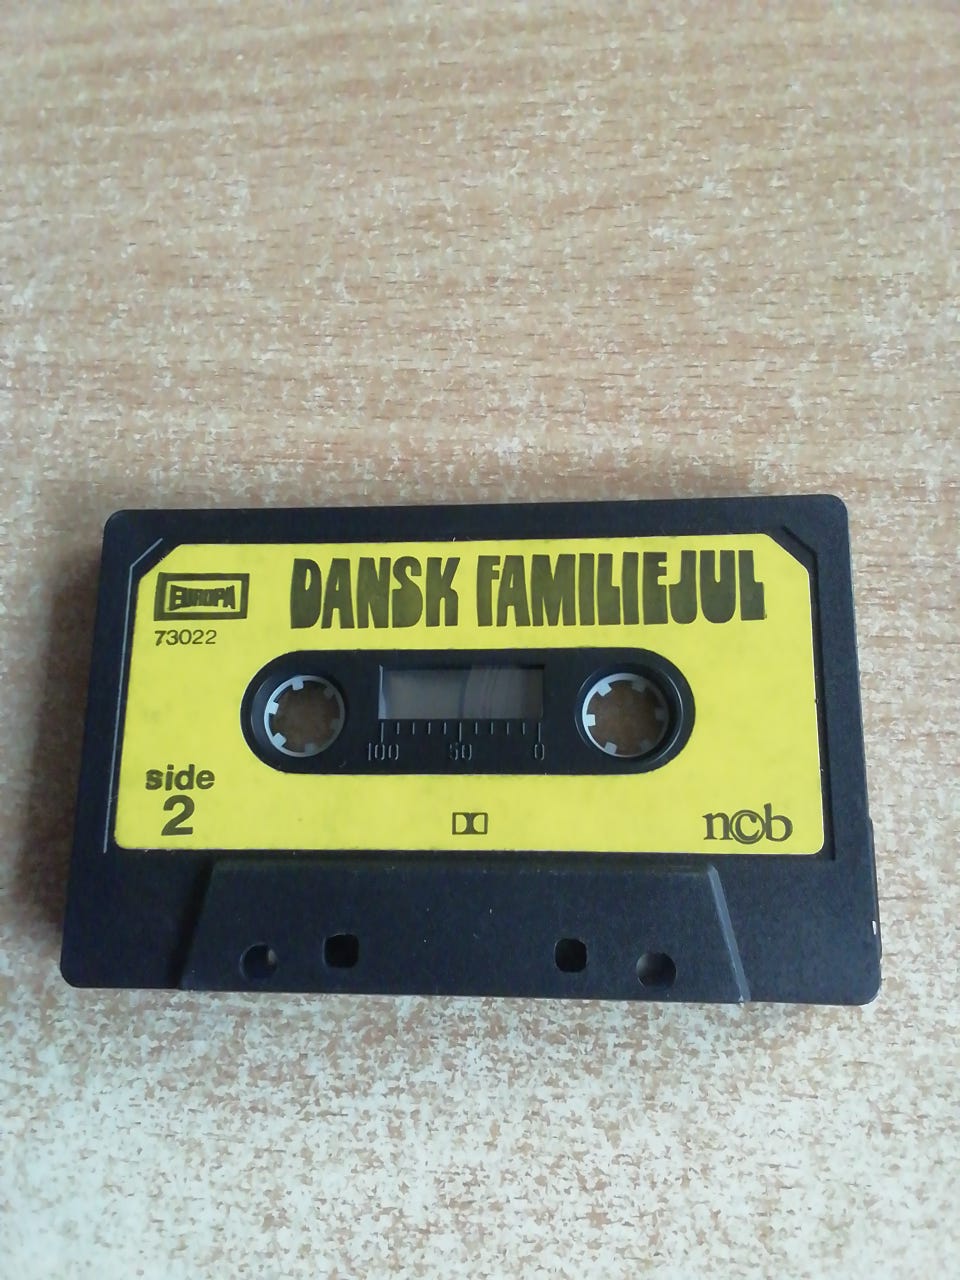 DANSK FAMILIEJUL
EUROPA
73022
100 50 0
side
2
ncb